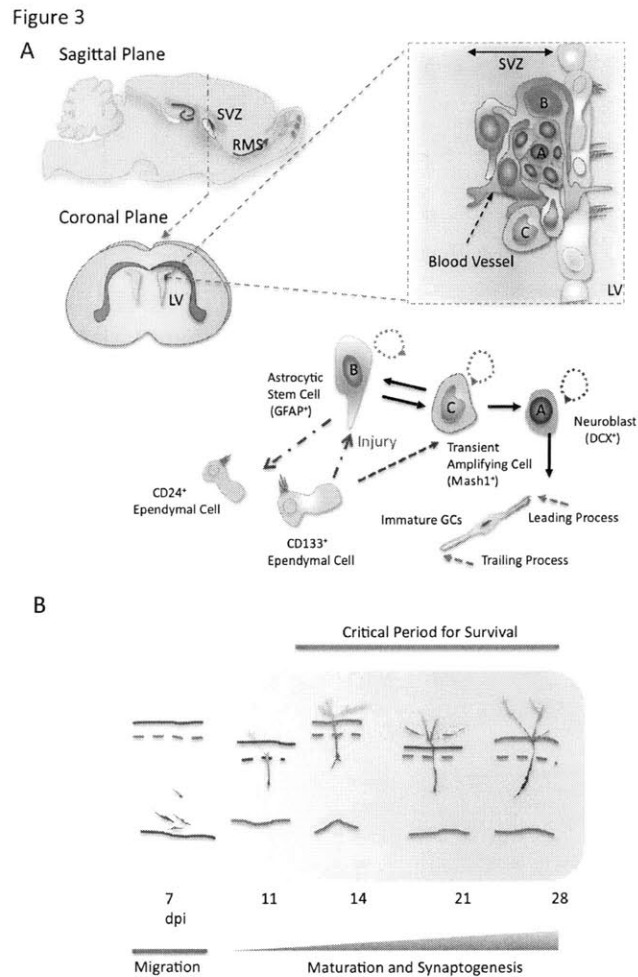 Figure 3
A
Sagittal Plane
SVZ
RMS
Coronal Plane
LV
SVZ
B
A
C
Blood Vessel
LV
B
Astrocytic
Stem Cell
(GFAP⁺)
C
A
Neuroblast
(DCX⁺)
Injury
Transient
Amplifying Cell
(Mash1⁺)
CD24⁺
Ependymal Cell
CD133⁺
Ependymal Cell
Immature GCs
Leading Process
Trailing Process
B
Critical Period for Survival
7 11 14 21 28
dpi
Migration Maturation and Synaptogenesis